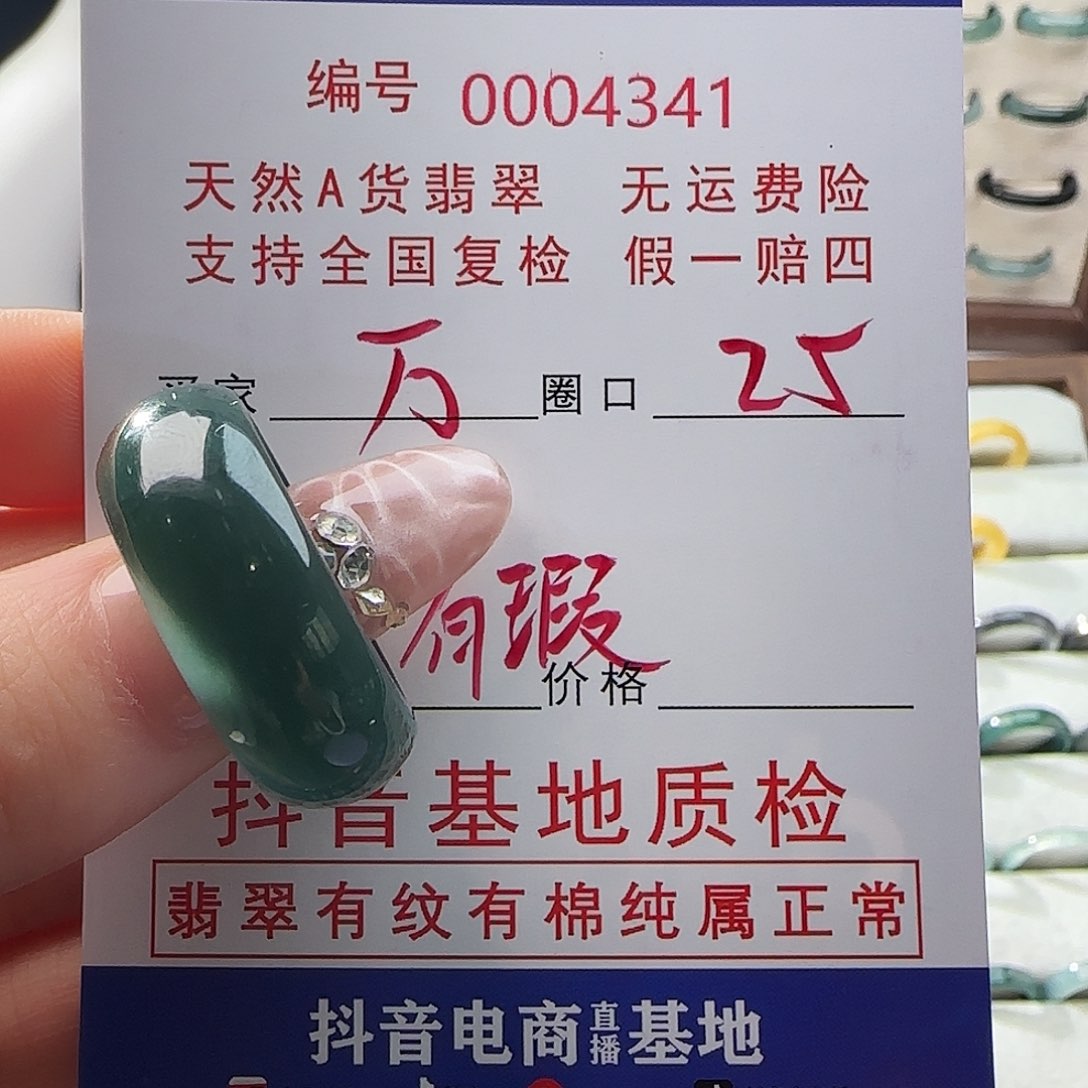 编号 0004341
天然A货翡翠 无运费险
支持全国复检 假一赔四
买家 万 圈口 25
有瑕 价格
抖音基地质检
翡翠有纹有棉纯属正常
抖音电商直播基地